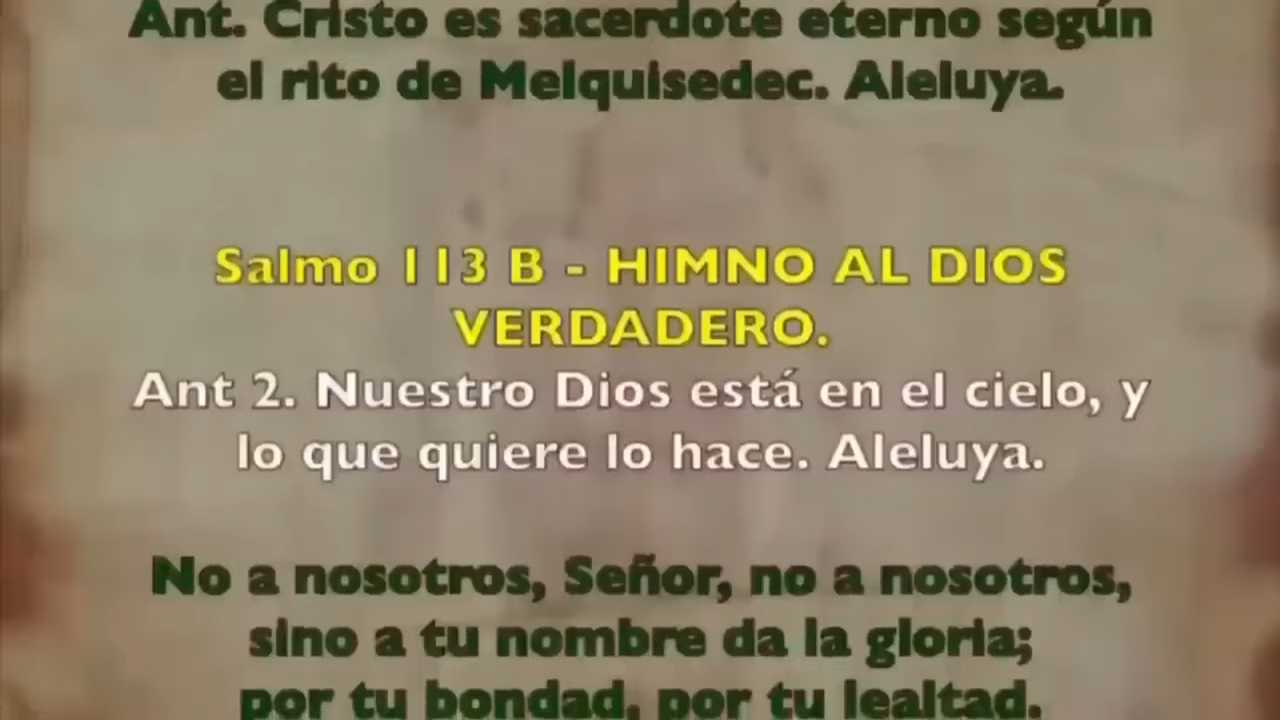 Ant. Cristo es sacerdote eterno según
el rito de Melquisedec. Aleluya.
Salmo 113 B - HIMNO AL DIOS
VERDADERO.
Ant 2. Nuestro Dios está en el cielo, y
lo que quiere lo hace. Aleluya.
No a nosotros, Señor, no a nosotros,
sino a tu nombre da la gloria;
por tu bondad, por tu lealtad.